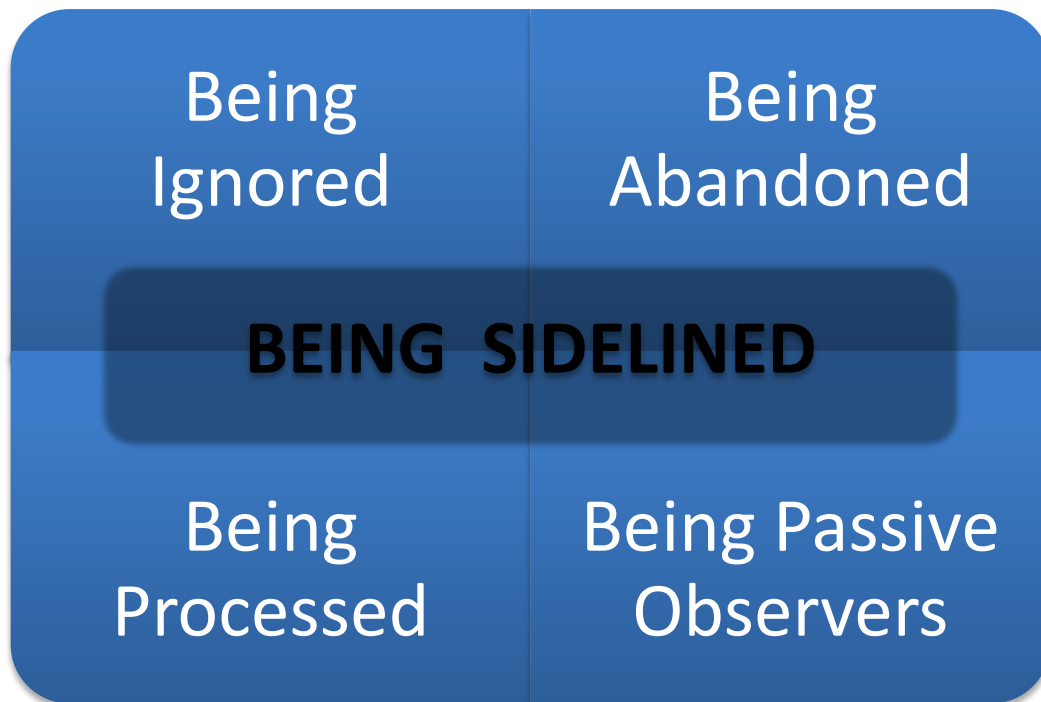 Being
Ignored
Being
Abandoned
BEING  SIDELINED
Being
Processed
Being Passive
Observers